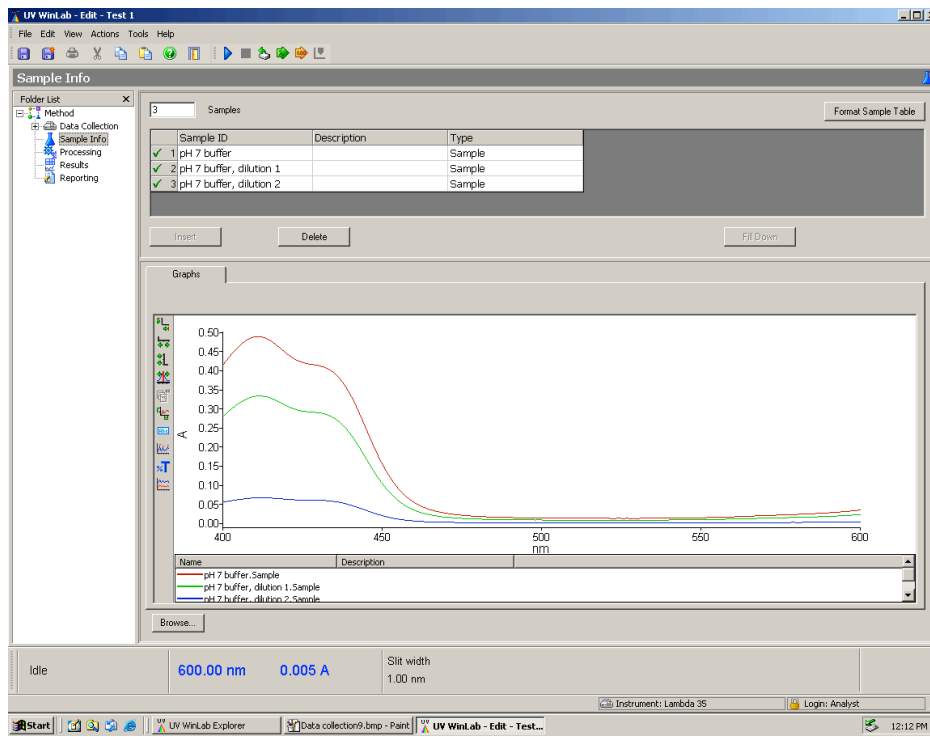 UV WinLab - Edit - Test 1
File Edit View Actions Tools Help
Sample Info
Folder List
Method
Data Collection
Sample Info
Processing
Results
Reporting
3 Samples
Format Sample Table
Sample ID Description Type
1 pH 7 buffer Sample
2 pH 7 buffer, dilution 1 Sample
3 pH 7 buffer, dilution 2 Sample
Insert Delete Fill Down
Graphs
%T
A
0.50
0.45
0.40
0.35
0.30
0.25
0.20
0.15
0.10
0.05
0.00
400 450 500 550 600
nm
Name Description
pH 7 buffer.Sample
pH 7 buffer, dilution 1.Sample
pH 7 buffer, dilution 2.Sample
Browse...
Idle
600.00 nm 0.005 A
Slit width
1.00 nm
Instrument: Lambda 35 Login: Analyst
Start UV WinLab Explorer Data collection9.bmp - Paint UV WinLab - Edit - Test... 12:12 PM